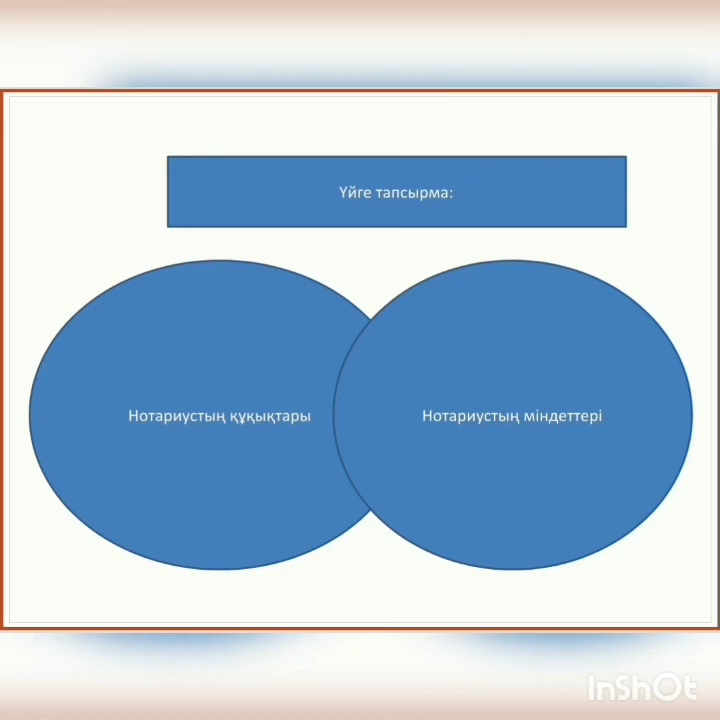 Үйге тапсырма:
Нотариустың құқықтары
Нотариустың міндеттері
InShOt